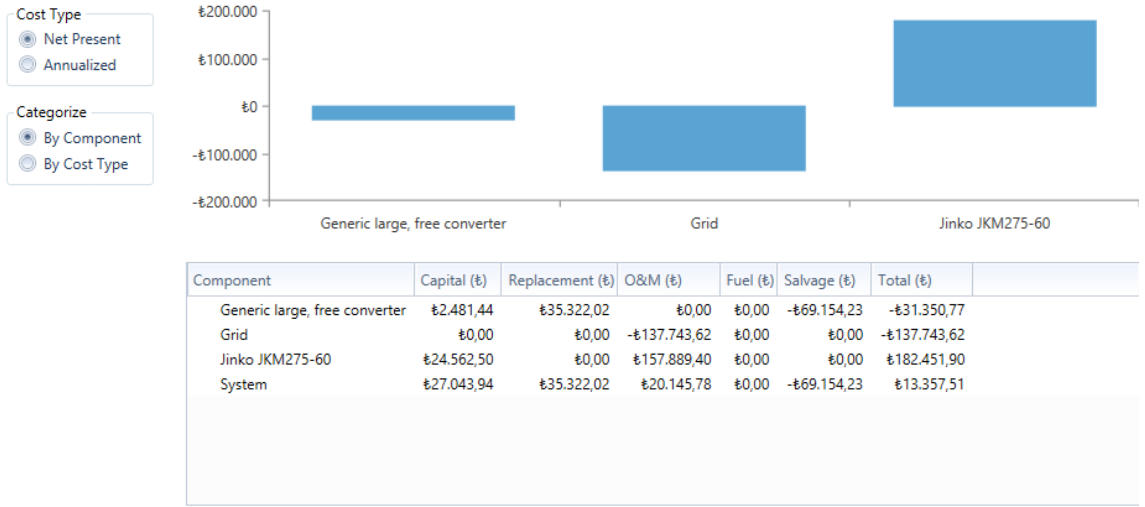 Cost Type
Net Present
Annualized
Categorize
By Component
By Cost Type
₺200.000
₺100.000
₺0
-₺100.000
-₺200.000
Generic large, free converter Grid Jinko JKM275-60
Component Capital (₺) Replacement (₺) O&M (₺) Fuel (₺) Salvage (₺) Total (₺)
Generic large, free converter ₺2.481,44 ₺35.322,02 ₺0,00 ₺0,00 -₺69.154,23 -₺31.350,77
Grid ₺0,00 ₺0,00 -₺137.743,62 ₺0,00 ₺0,00 -₺137.743,62
Jinko JKM275-60 ₺24.562,50 ₺0,00 ₺157.889,40 ₺0,00 ₺0,00 ₺182.451,90
System ₺27.043,94 ₺35.322,02 ₺20.145,78 ₺0,00 -₺69.154,23 ₺13.357,51